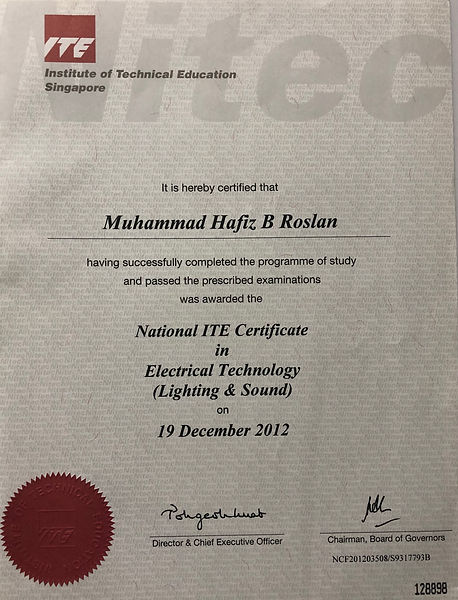 Nitec
ITE
Institute of Technical Education
Singapore
It is hereby certified that
Muhammad Hafiz B Roslan
having successfully completed the programme of study
and passed the prescribed examinations
was awarded the
National ITE Certificate
in
Electrical Technology
(Lighting & Sound)
on
19 December 2012
ITE
Director & Chief Executive Officer
Chairman, Board of Governors
NCF201203508/S9317793B
128898